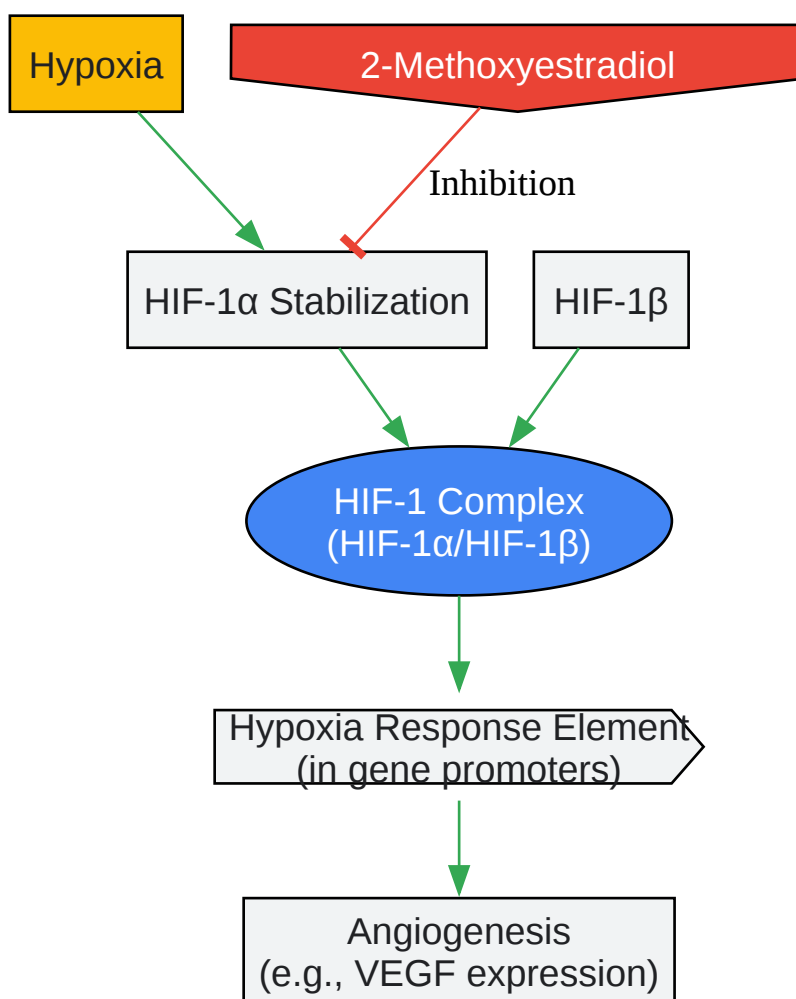 Hypoxia
2-Methoxyestradiol
Inhibition
HIF-1α Stabilization
HIF-1β
HIF-1 Complex
(HIF-1α/HIF-1β)
Hypoxia Response Element
(in gene promoters)
Angiogenesis
(e.g., VEGF expression)